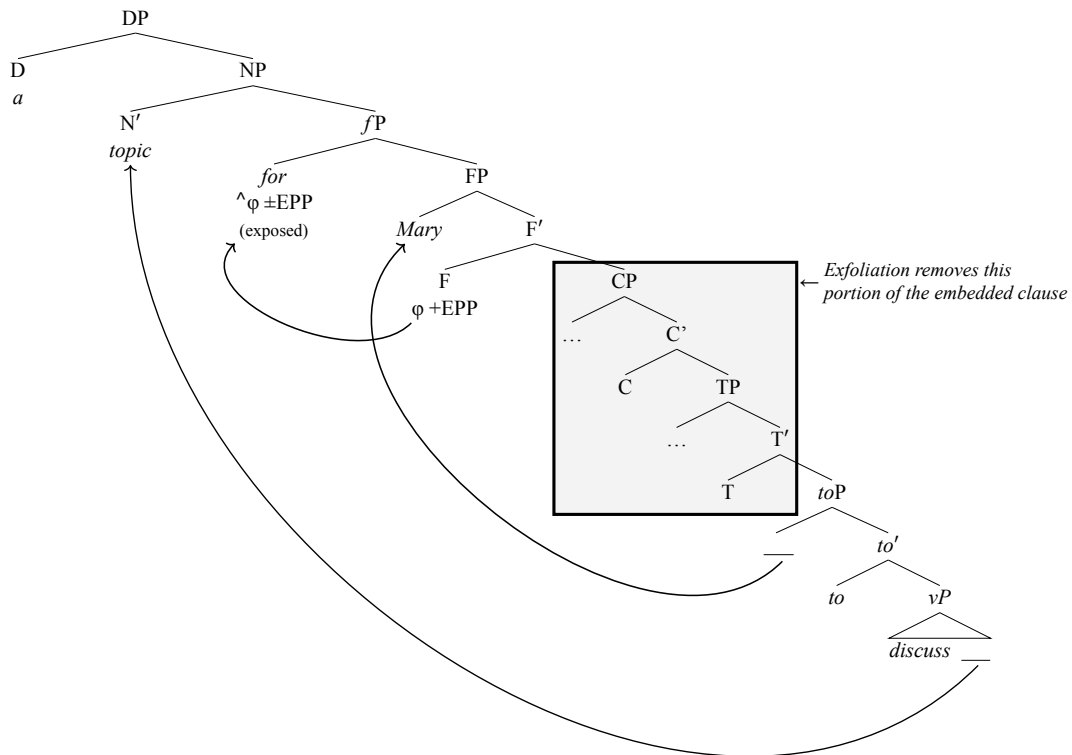 DP
D
NP
a
N′
fP
topic
for
FP
^φ ±EPP
(exposed)
Mary
F′
F
CP
← Exfoliation removes this
portion of the embedded clause
φ +EPP
…
C’
C
TP
…
T′
T
toP
to′
to
vP
discuss